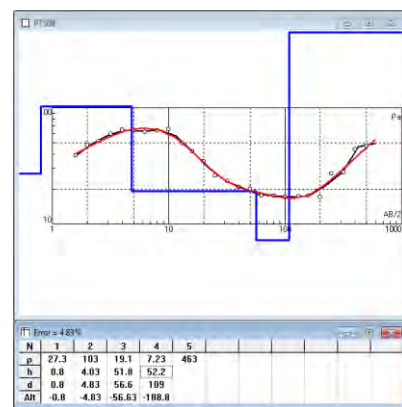 PT508
00
Pa
10
AB/2
1 10 100 1000
Error = 4.83%
N 1 2 3 4 5
ρ 27.3 103 19.1 7.23 463
h 0.8 4.03 51.8 52.2
d 0.8 4.83 56.6 109
Alt -0.8 -4.83 -56.63 -108.8